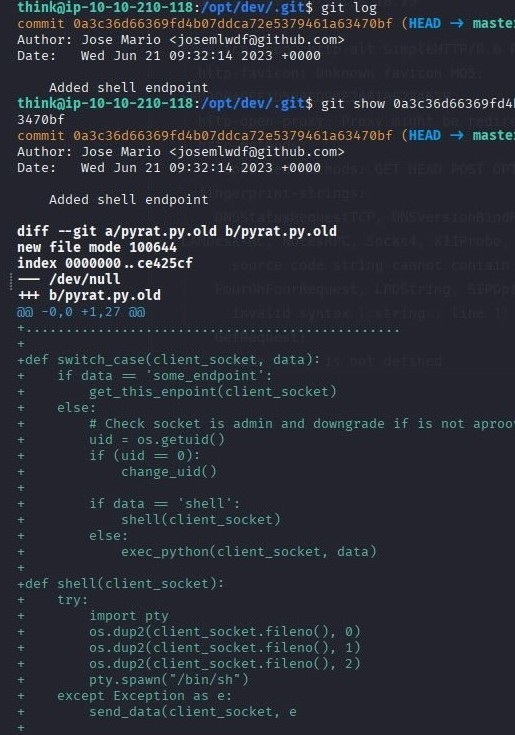 think@ip-10-10-210-118:/opt/dev/.git$ git log
commit 0a3c36d66369fd4b07ddca72e5379461a63470bf (HEAD → maste
Author: Jose Mario <josemlwdf@github.com>
Date:   Wed Jun 21 09:32:14 2023 +0000
    Added shell endpoint
think@ip-10-10-210-118:/opt/dev/.git$ git show 0a3c36d66369fd4b
3470bf
commit 0a3c36d66369fd4b07ddca72e5379461a63470bf (HEAD → maste
Author: Jose Mario <josemlwdf@github.com>
Date:   Wed Jun 21 09:32:14 2023 +0000
    Added shell endpoint
diff --git a/pyrat.py.old b/pyrat.py.old
new file mode 100644
index 0000000..ce425cf
--- /dev/null
+++ b/pyrat.py.old
@@ -0,0 +1,27 @@
+...............................................
+
+def switch_case(client_socket, data):
+    if data == 'some_endpoint':
+        get_this_enpoint(client_socket)
+    else:
+        # Check socket is admin and downgrade if is not aproo
+        uid = os.getuid()
+        if (uid == 0):
+            change_uid()
+
+        if data == 'shell':
+            shell(client_socket)
+        else:
+            exec_python(client_socket, data)
+
+def shell(client_socket):
+    try:
+        import pty
+        os.dup2(client_socket.fileno(), 0)
+        os.dup2(client_socket.fileno(), 1)
+        os.dup2(client_socket.fileno(), 2)
+        pty.spawn("/bin/sh")
+    except Exception as e:
+        send_data(client_socket, e
+